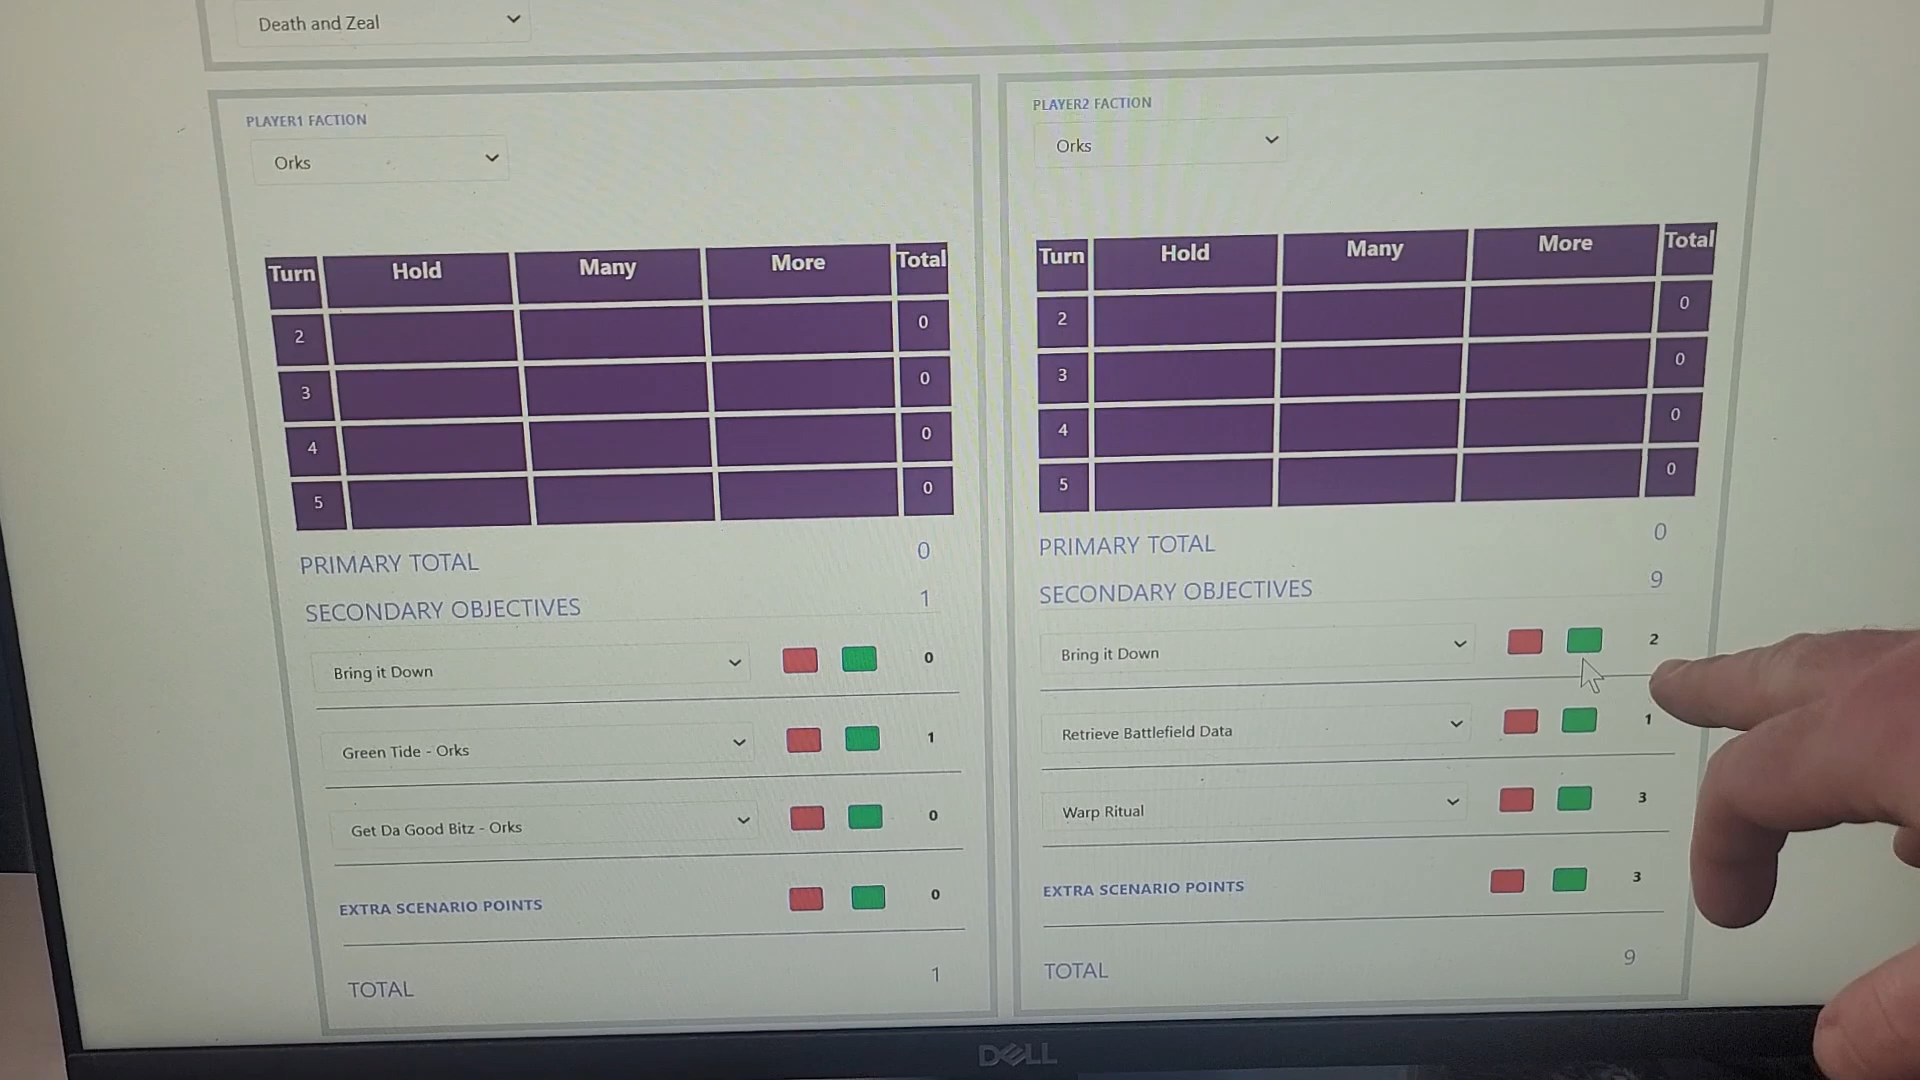 Death and Zeal
PLAYER1 FACTION
Orks
Turn Hold Many More Total
2 0
3 0
4 0
5 0
PRIMARY TOTAL 0
SECONDARY OBJECTIVES 1
Bring it Down 0
Green Tide - Orks 1
Get Da Good Bitz - Orks 0
EXTRA SCENARIO POINTS 0
TOTAL 1
PLAYER2 FACTION
Orks
Turn Hold Many More Total
2 0
3 0
4 0
5 0
PRIMARY TOTAL 0
SECONDARY OBJECTIVES 9
Bring it Down 2
Retrieve Battlefield Data 1
Warp Ritual 3
EXTRA SCENARIO POINTS 3
TOTAL 9
DELL